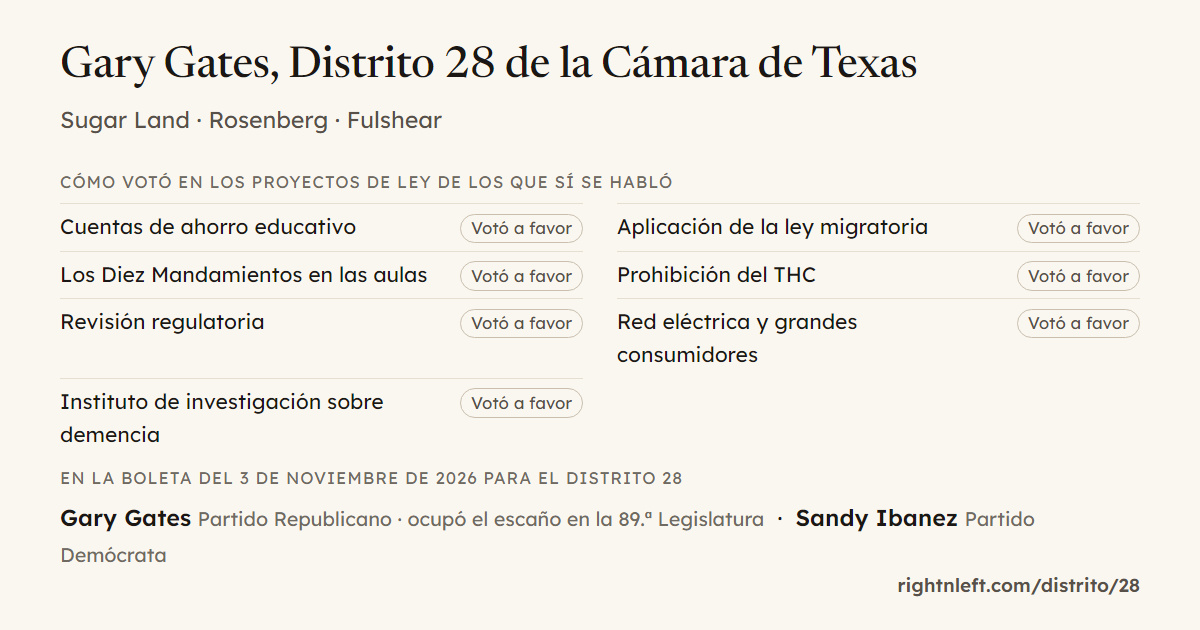 Gary Gates, Distrito 28 de la Cámara de Texas
Sugar Land · Rosenberg · Fulshear
CÓMO VOTÓ EN LOS PROYECTOS DE LEY DE LOS QUE SÍ SE HABLÓ
Cuentas de ahorro educativo Votó a favor
Aplicación de la ley migratoria Votó a favor
Los Diez Mandamientos en las aulas Votó a favor
Prohibición del THC Votó a favor
Revisión regulatoria Votó a favor
Red eléctrica y grandes Votó a favor
consumidores
Instituto de investigación sobre Votó a favor
demencia
EN LA BOLETA DEL 3 DE NOVIEMBRE DE 2026 PARA EL DISTRITO 28
Gary Gates Partido Republicano · ocupó el escaño en la 89.ª Legislatura · Sandy Ibanez Partido
Demócrata
rightnleft.com/distrito/28